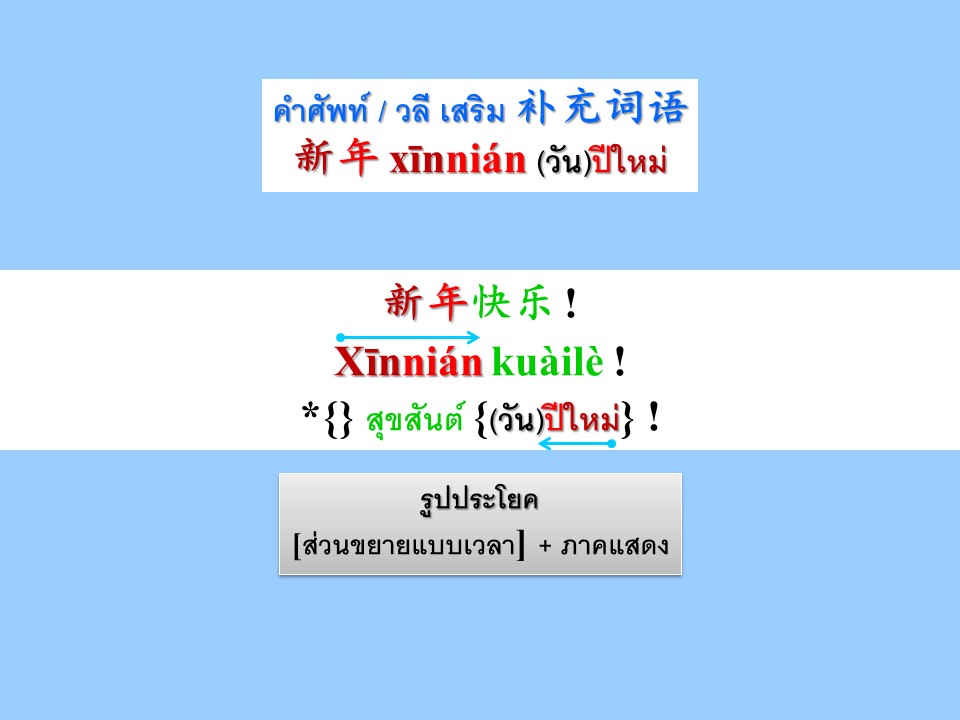 คำศัพท์ / วลี เสริม 补充词语
新年 xīnnián (วัน)ปีใหม่
新年快乐 !
Xīnnián kuàilè !
*{} สุขสันต์ {(วัน)ปีใหม่} !
รูปประโยค
[ส่วนขยายแบบเวลา] + ภาคแสดง